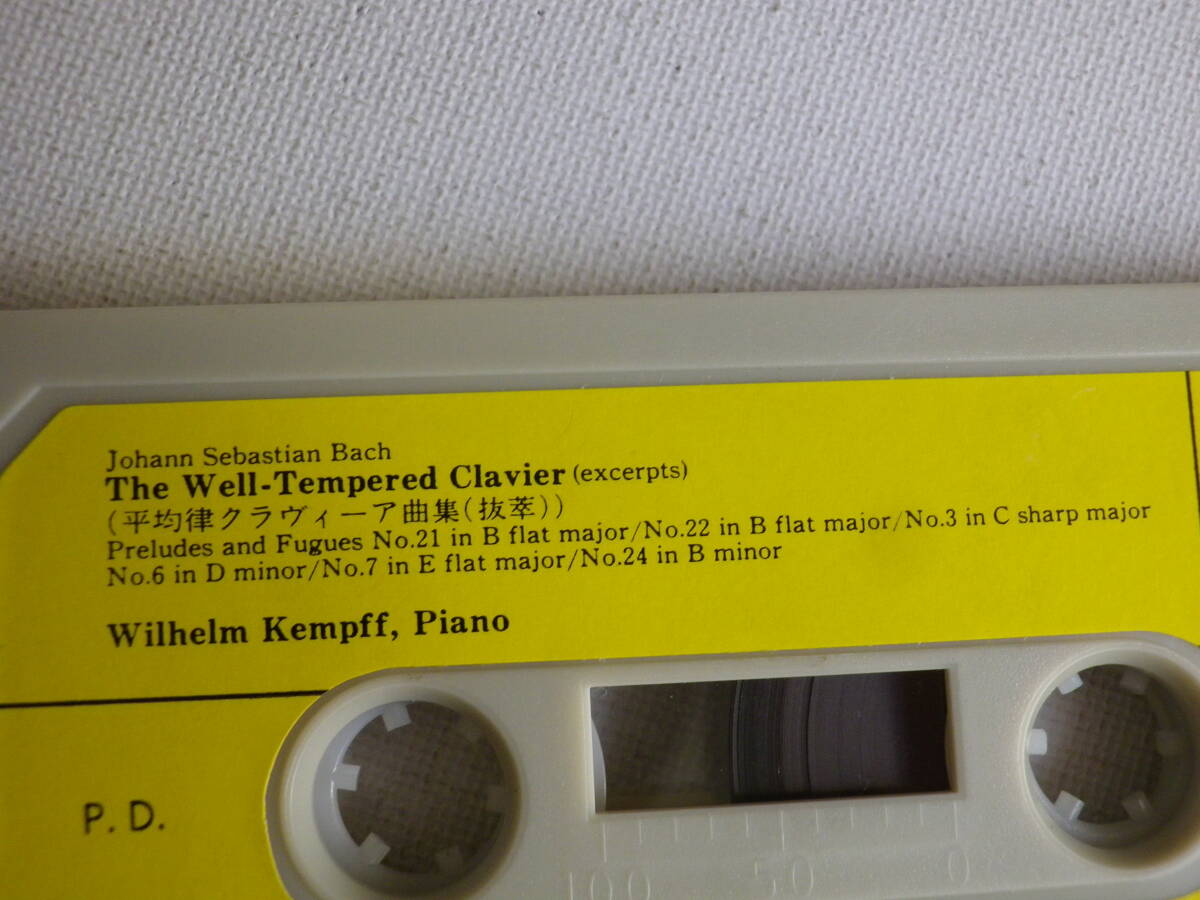 Johann Sebastian Bach
The Well-Tempered Clavier (excerpts)
(平均律クラヴィーア曲集(抜萃))
Preludes and Fugues No.21 in B flat major/No.22 in B flat major/No.3 in C sharp major
No.6 in D minor/No.7 in E flat major/No.24 in B minor
Wilhelm Kempff, Piano
P. D.
100 50 0